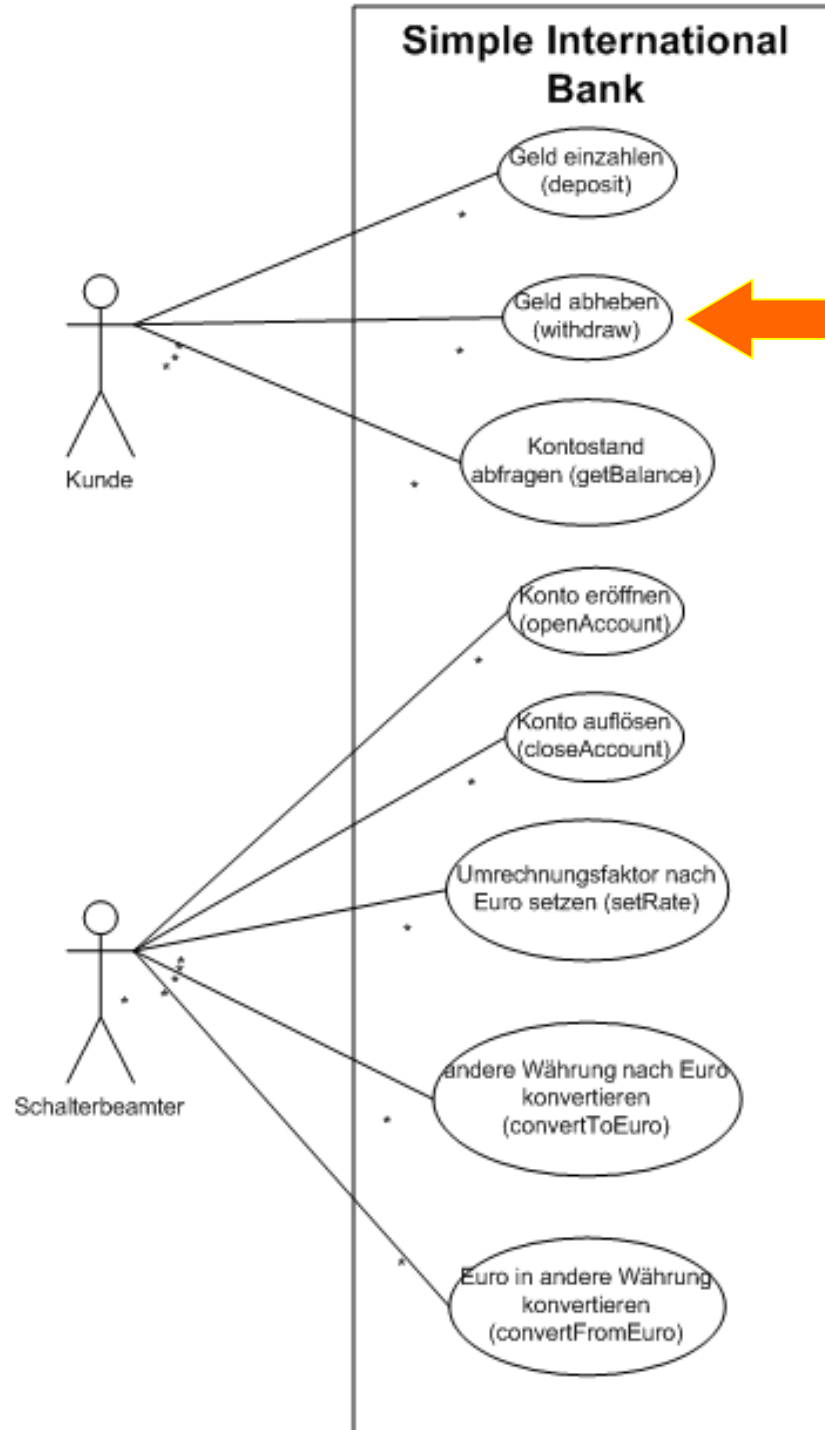 Simple International
Bank
Geld einzahlen
(deposit)
*
Geld abheben
(withdraw)
*
*
*
*
Kunde
Kontostand
abfragen (getBalance)
*
Konto eröffnen
(openAccount)
*
Konto auflösen
(closeAccount)
*
Umrechnungsfaktor nach
Euro setzen (setRate)
*
*
*
*
*
*
Schalterbeamter
andere Währung nach Euro
konvertieren
(convertToEuro)
*
Euro in andere Währung
konvertieren
(convertFromEuro)
*